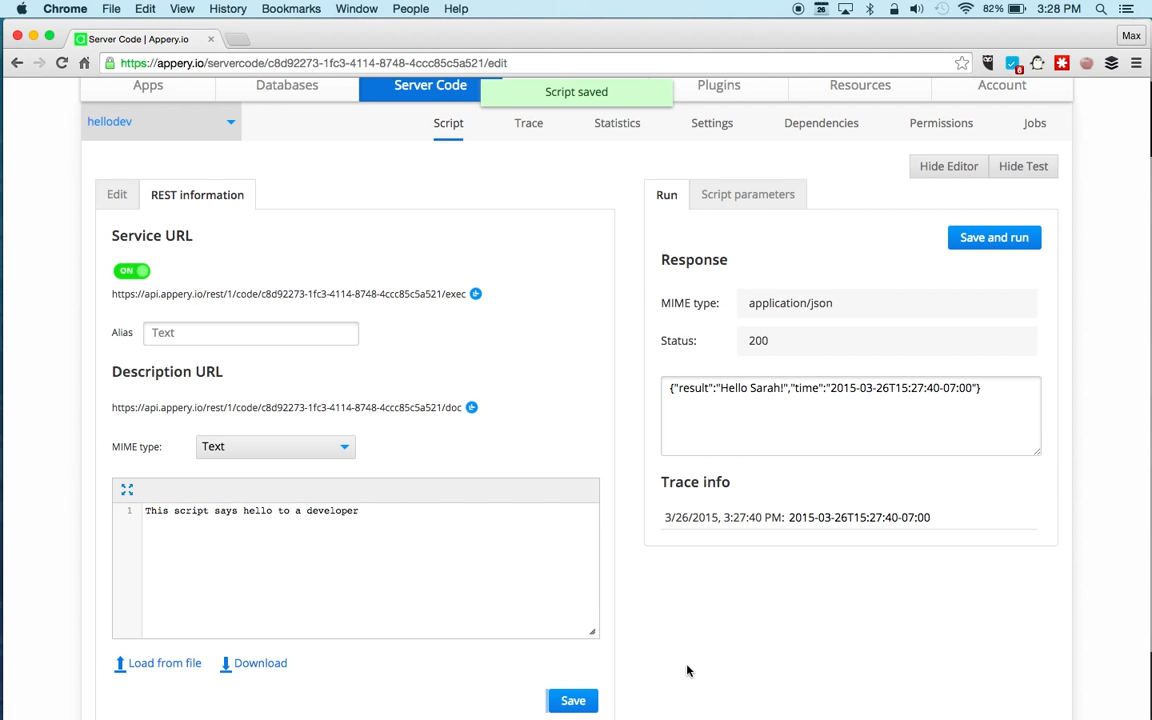 Chrome File Edit View History Bookmarks Window People Help 26 82% 3:28 PM
Server Code | Appery.io Max
https://appery.io/servercode/c8d92273-1fc3-4114-8748-4ccc85c5a521/edit 6
Apps Databases Server Code Script saved Plugins Resources Account
hellodev Script Trace Statistics Settings Dependencies Permissions Jobs
Hide Editor Hide Test
Edit REST information
Service URL
ON
https://api.appery.io/rest/1/code/c8d92273-1fc3-4114-8748-4ccc85c5a521/exec
Alias Text
Description URL
https://api.appery.io/rest/1/code/c8d92273-1fc3-4114-8748-4ccc85c5a521/doc
MIME type: Text
1 This script says hello to a developer
Load from file Download
Save
Run Script parameters
Save and run
Response
MIME type: application/json
Status: 200
{"result":"Hello Sarah!","time":"2015-03-26T15:27:40-07:00"}
Trace info
3/26/2015, 3:27:40 PM: 2015-03-26T15:27:40-07:00